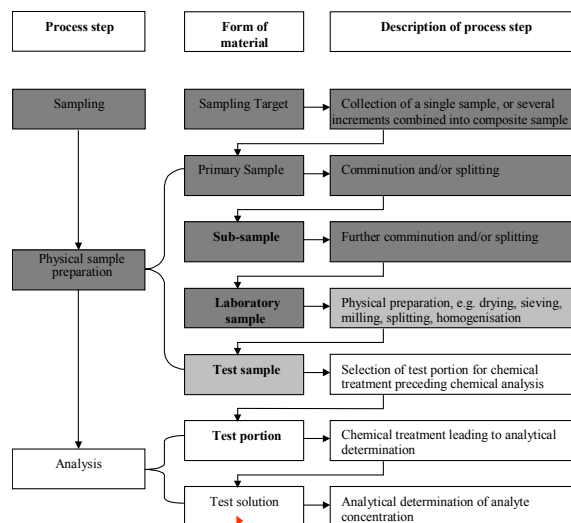 Process step
Form of
material
Description of process step
Sampling
Sampling Target
Collection of a single sample, or several
increments combined into composite sample
Primary Sample
Comminution and/or splitting
Sub-sample
Further comminution and/or splitting
Physical sample
preparation
Laboratory
sample
Physical preparation, e.g. drying, sieving,
milling, splitting, homogenisation
Test sample
Selection of test portion for chemical
treatment preceding chemical analysis
Test portion
Chemical treatment leading to analytical
determination
Analysis
Test solution
Analytical determination of analyte
concentration